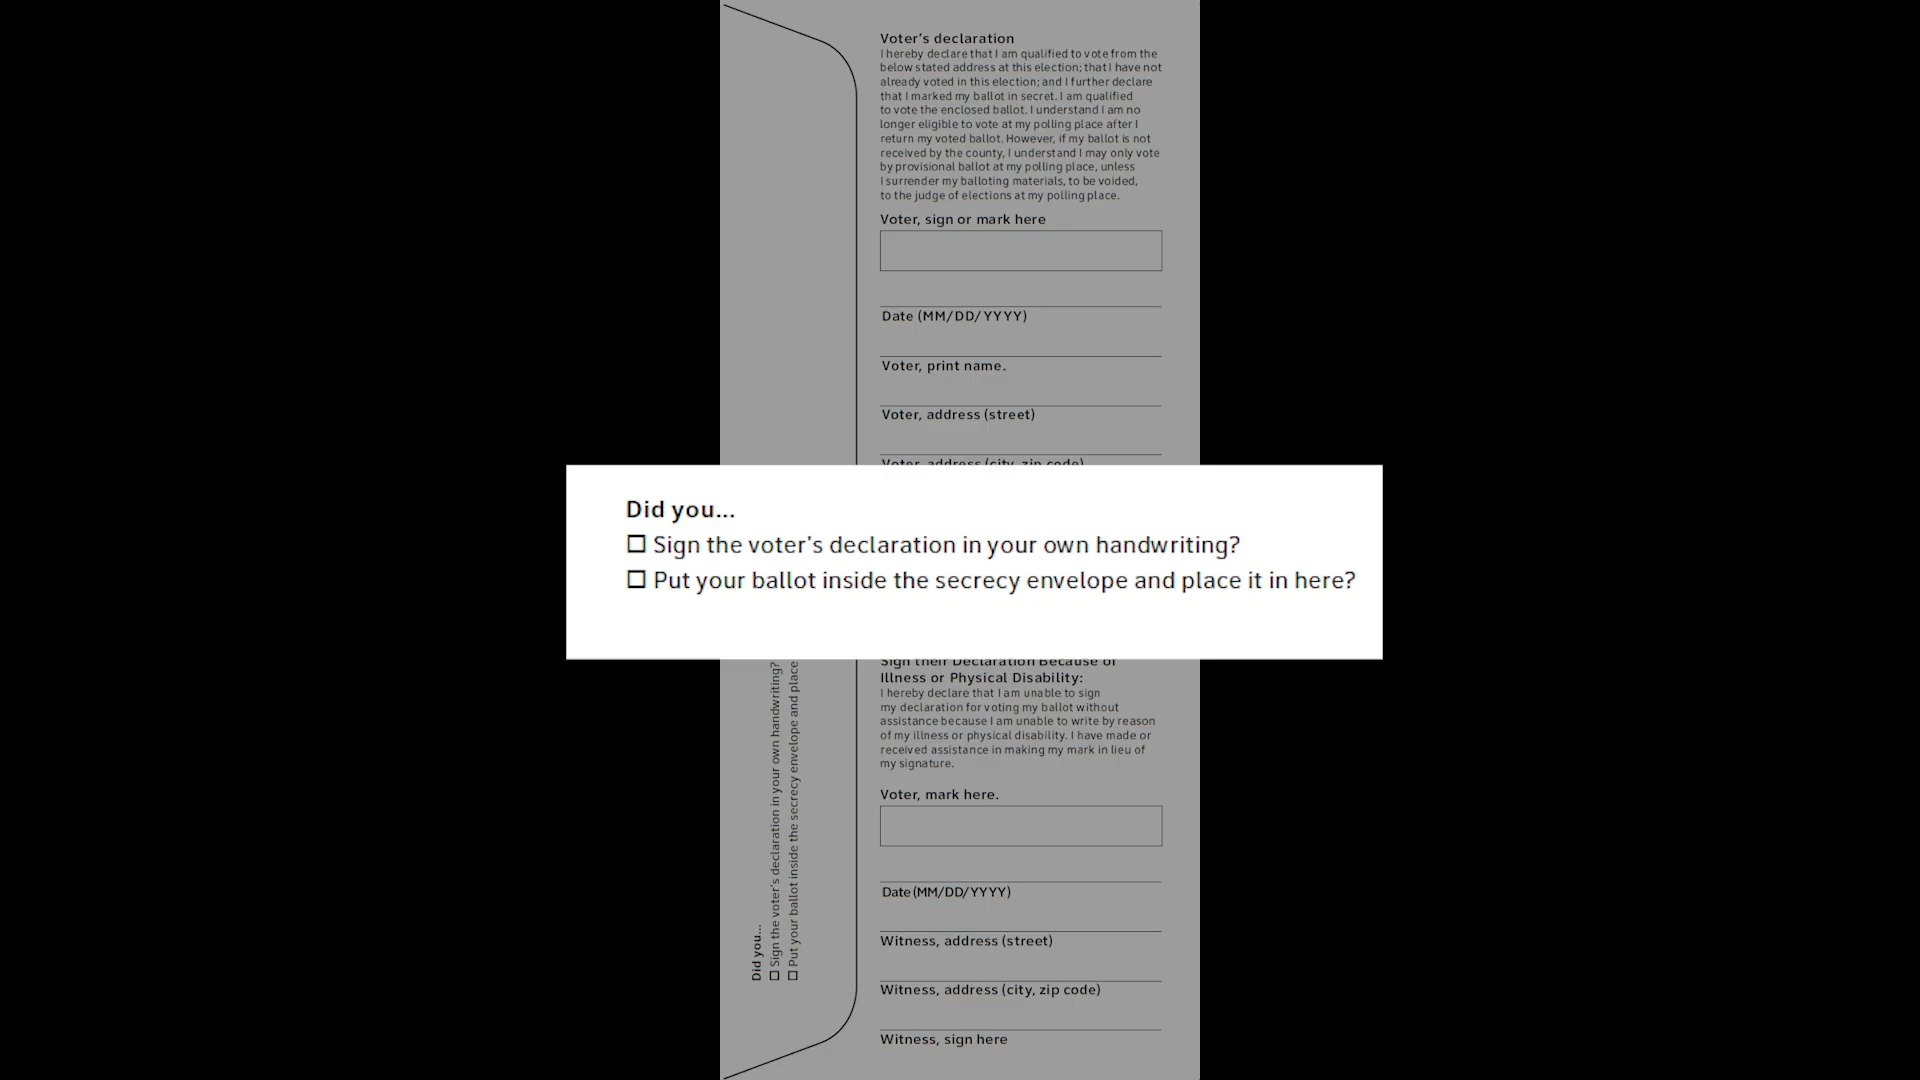 Voter's declaration
I hereby declare that I am qualified to vote from the
below stated address at this election; that I have not
already voted in this election; and I further declare
that I marked my ballot in secret. I am qualified
to vote the enclosed ballot. I understand I am no
longer eligible to vote at my polling place after I
return my voted ballot. However, if my ballot is not
received by the county, I understand I may only vote
by provisional ballot at my polling place, unless
I surrender my balloting materials, to be voided,
to the judge of elections at my polling place.
Voter, sign or mark here
Date (MM/DD/YYYY)
Voter, print name.
Voter, address (street)
Voter, address (city, zip code)
Did you...
☐ Sign the voter's declaration in your own handwriting?
☐ Put your ballot inside the secrecy envelope and place it in here?
Sign their Declaration Because of
Illness or Physical Disability:
I hereby declare that I am unable to sign
my declaration for voting my ballot without
assistance because I am unable to write by reason
of my illness or physical disability. I have made or
received assistance in making my mark in lieu of
my signature.
Voter, mark here.
Date (MM/DD/YYYY)
Witness, address (street)
Witness, address (city, zip code)
Witness, sign here
Did you...
☐ Sign the voter's declaration in your own handwriting?
☐ Put your ballot inside the secrecy envelope and place